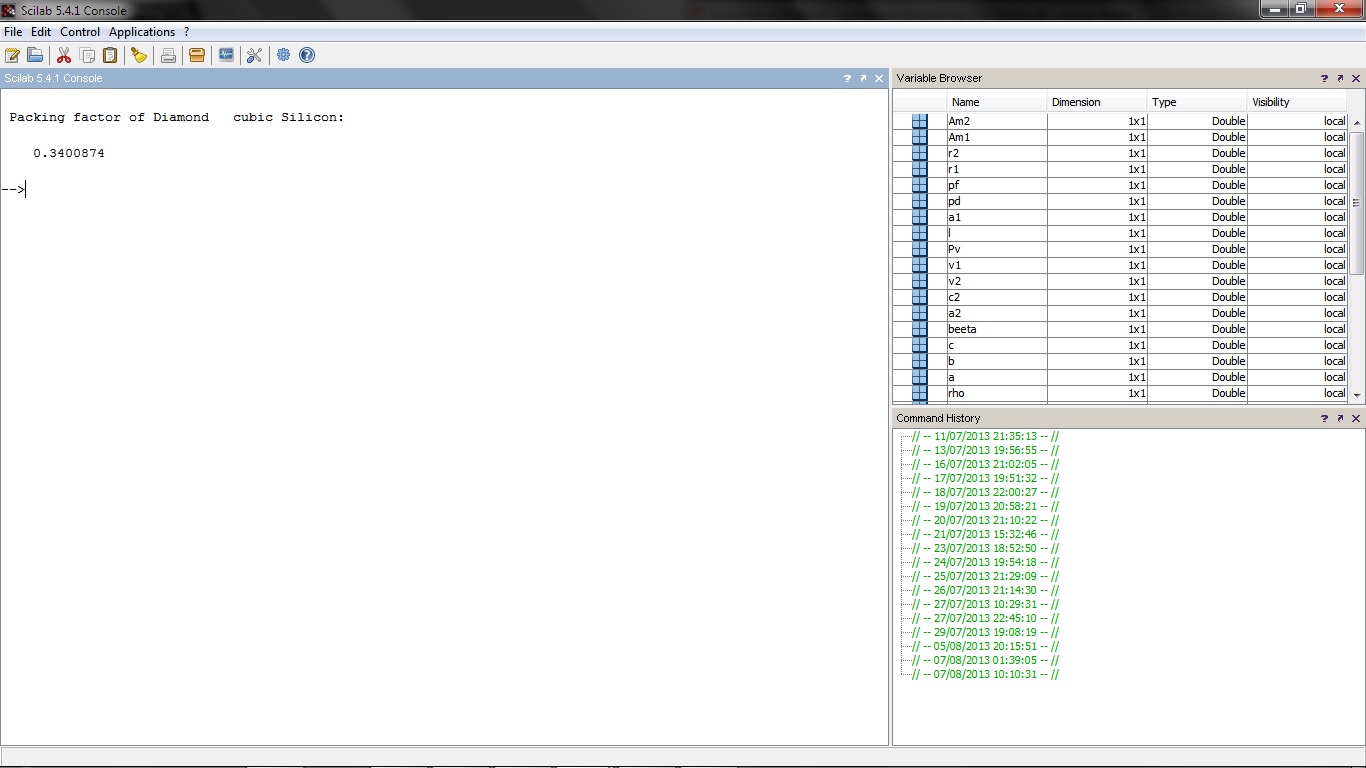 Scilab 5.4.1 Console
File Edit Control Applications ?
Scilab 5.4.1 Console
Packing factor of Diamond   cubic Silicon:
0.3400874
-->
Variable Browser
Name Dimension Type Visibility
Am2 1x1 Double local
Am1 1x1 Double local
r2 1x1 Double local
r1 1x1 Double local
pf 1x1 Double local
pd 1x1 Double local
a1 1x1 Double local
l 1x1 Double local
Pv 1x1 Double local
v1 1x1 Double local
v2 1x1 Double local
c2 1x1 Double local
a2 1x1 Double local
beeta 1x1 Double local
c 1x1 Double local
b 1x1 Double local
a 1x1 Double local
rho 1x1 Double local
Command History
// -- 11/07/2013 21:35:13 -- //
// -- 13/07/2013 19:56:55 -- //
// -- 16/07/2013 21:02:05 -- //
// -- 17/07/2013 19:51:32 -- //
// -- 18/07/2013 22:00:27 -- //
// -- 19/07/2013 20:58:21 -- //
// -- 20/07/2013 21:10:22 -- //
// -- 21/07/2013 15:32:46 -- //
// -- 23/07/2013 18:52:50 -- //
// -- 24/07/2013 19:54:18 -- //
// -- 25/07/2013 21:29:09 -- //
// -- 26/07/2013 21:14:30 -- //
// -- 27/07/2013 10:29:31 -- //
// -- 27/07/2013 22:45:10 -- //
// -- 29/07/2013 19:08:19 -- //
// -- 05/08/2013 20:15:51 -- //
// -- 07/08/2013 01:39:05 -- //
// -- 07/08/2013 10:10:31 -- //